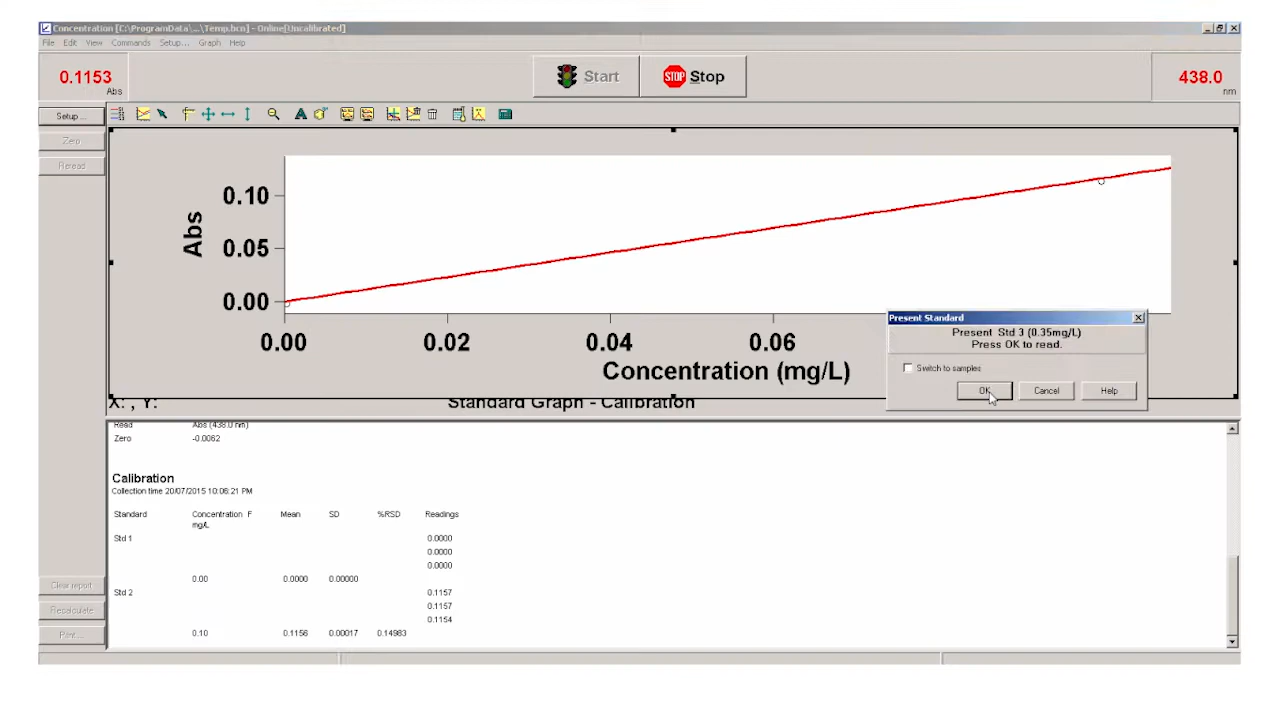 Concentration [C:\ProgramData\...\Temp.bcn] - Online[Uncalibrated]
File Edit View Commands Setup... Graph Help
0.1153
Abs
Start
Stop
438.0
nm
Setup ...
Zero
Reread
Abs
0.10
0.05
0.00
0.00 0.02 0.04 0.06
Concentration (mg/L)
X: , Y:
Standard Graph - Calibration
Present Standard
Present Std 3 (0.35mg/L)
Press OK to read.
Switch to samples
OK Cancel Help
Read Abs (438.0 nm)
Zero -0.0062
Calibration
Collection time 20/07/2015 10:06:21 PM
Standard Concentration F Mean SD %RSD Readings
mg/L
Std 1 0.0000
0.0000
0.0000
0.00 0.0000 0.00000
Std 2 0.1157
0.1157
0.1154
0.10 0.1156 0.00017 0.14983
Clear report
Recalculate
Print...